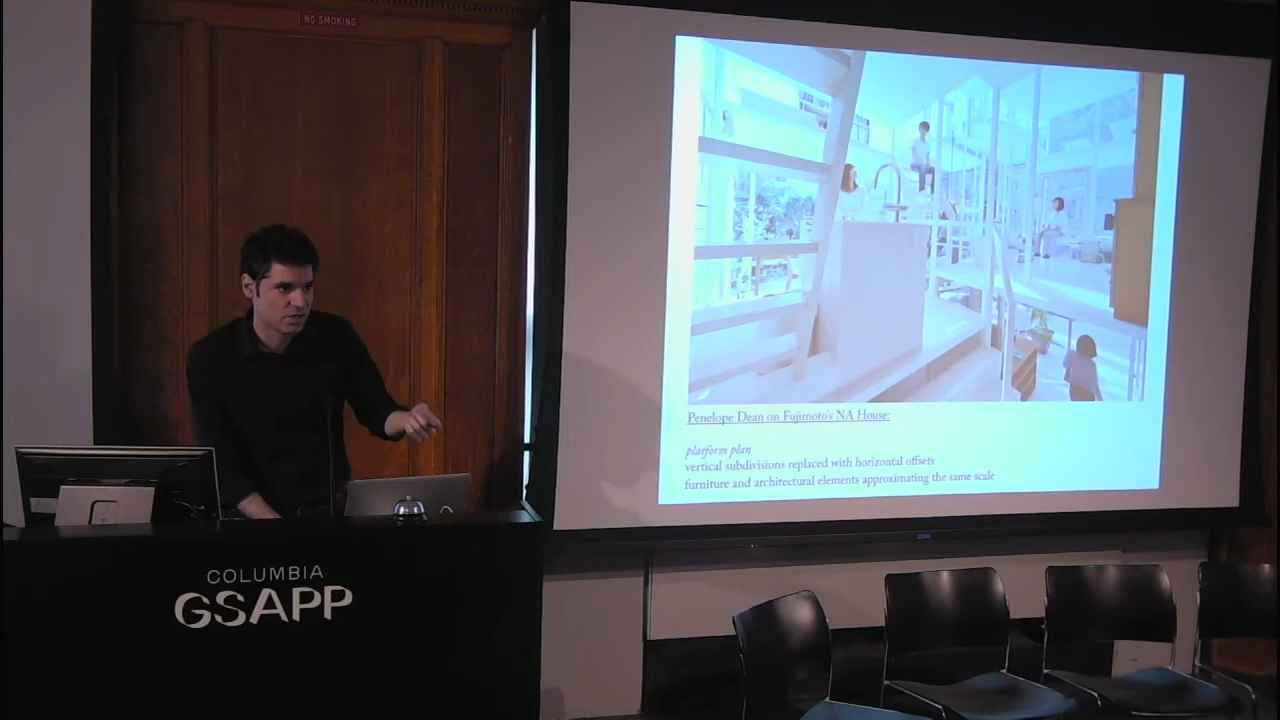 NO SMOKING
Penelope Dean on Fujimoto's NA House:
platform plan
vertical subdivisions replaced with horizontal offsets
furniture and architectural elements approximating the same scale
COLUMBIA
GSAPP